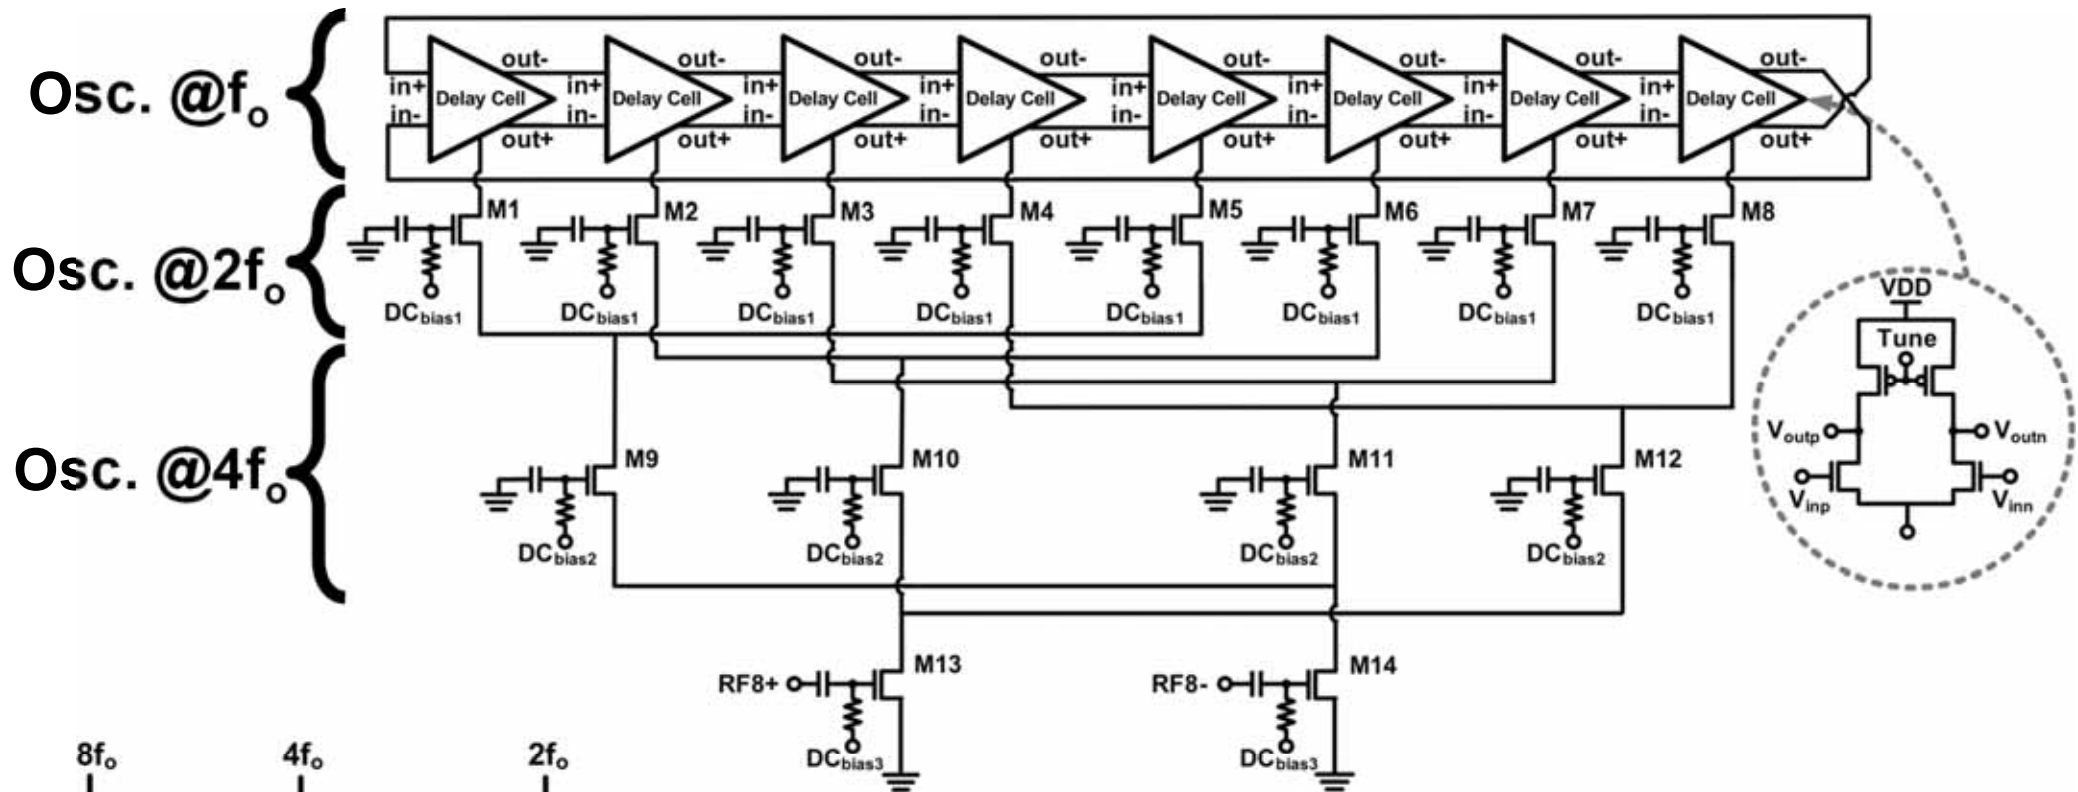 Osc. @fo
out- out- out- out- out- out- out- out-
in+ in+ in+ in+ in+ in+ in+ in+
Delay Cell Delay Cell Delay Cell Delay Cell Delay Cell Delay Cell Delay Cell Delay Cell
in- in- in- in- in- in- in- in-
out+ out+ out+ out+ out+ out+ out+ out+
Osc. @2fo
M1 M2 M3 M4 M5 M6 M7 M8
DCbias1 DCbias1 DCbias1 DCbias1 DCbias1 DCbias1 DCbias1 DCbias1
VDD
Tune
Voutp Voutn
Vinp Vinn
Osc. @4fo
M9 M10 M11 M12
DCbias2 DCbias2 DCbias2 DCbias2
M13 M14
RF8+ RF8-
DCbias3 DCbias3
8fo 4fo 2fo